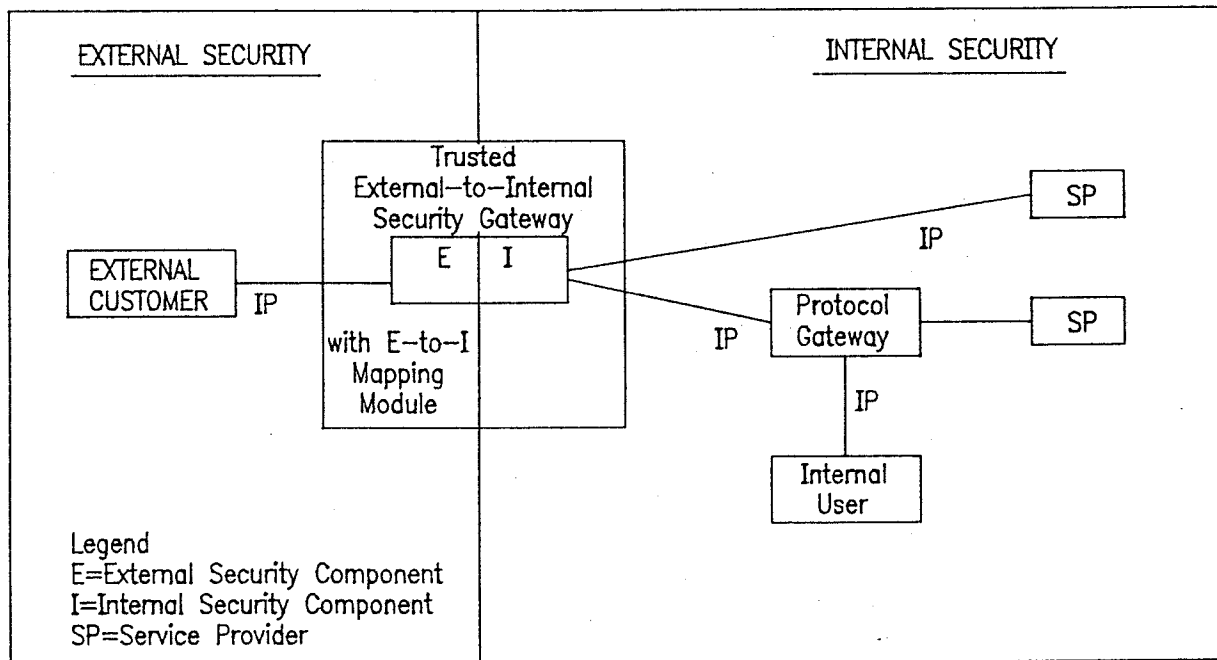 EXTERNAL SECURITY
INTERNAL SECURITY
Trusted
External-to-Internal
Security Gateway
E I
EXTERNAL
CUSTOMER
IP
with E-to-I
Mapping
Module
SP
IP
Protocol
Gateway
IP
SP
IP
Internal
User
Legend
E=External Security Component
I=Internal Security Component
SP=Service Provider